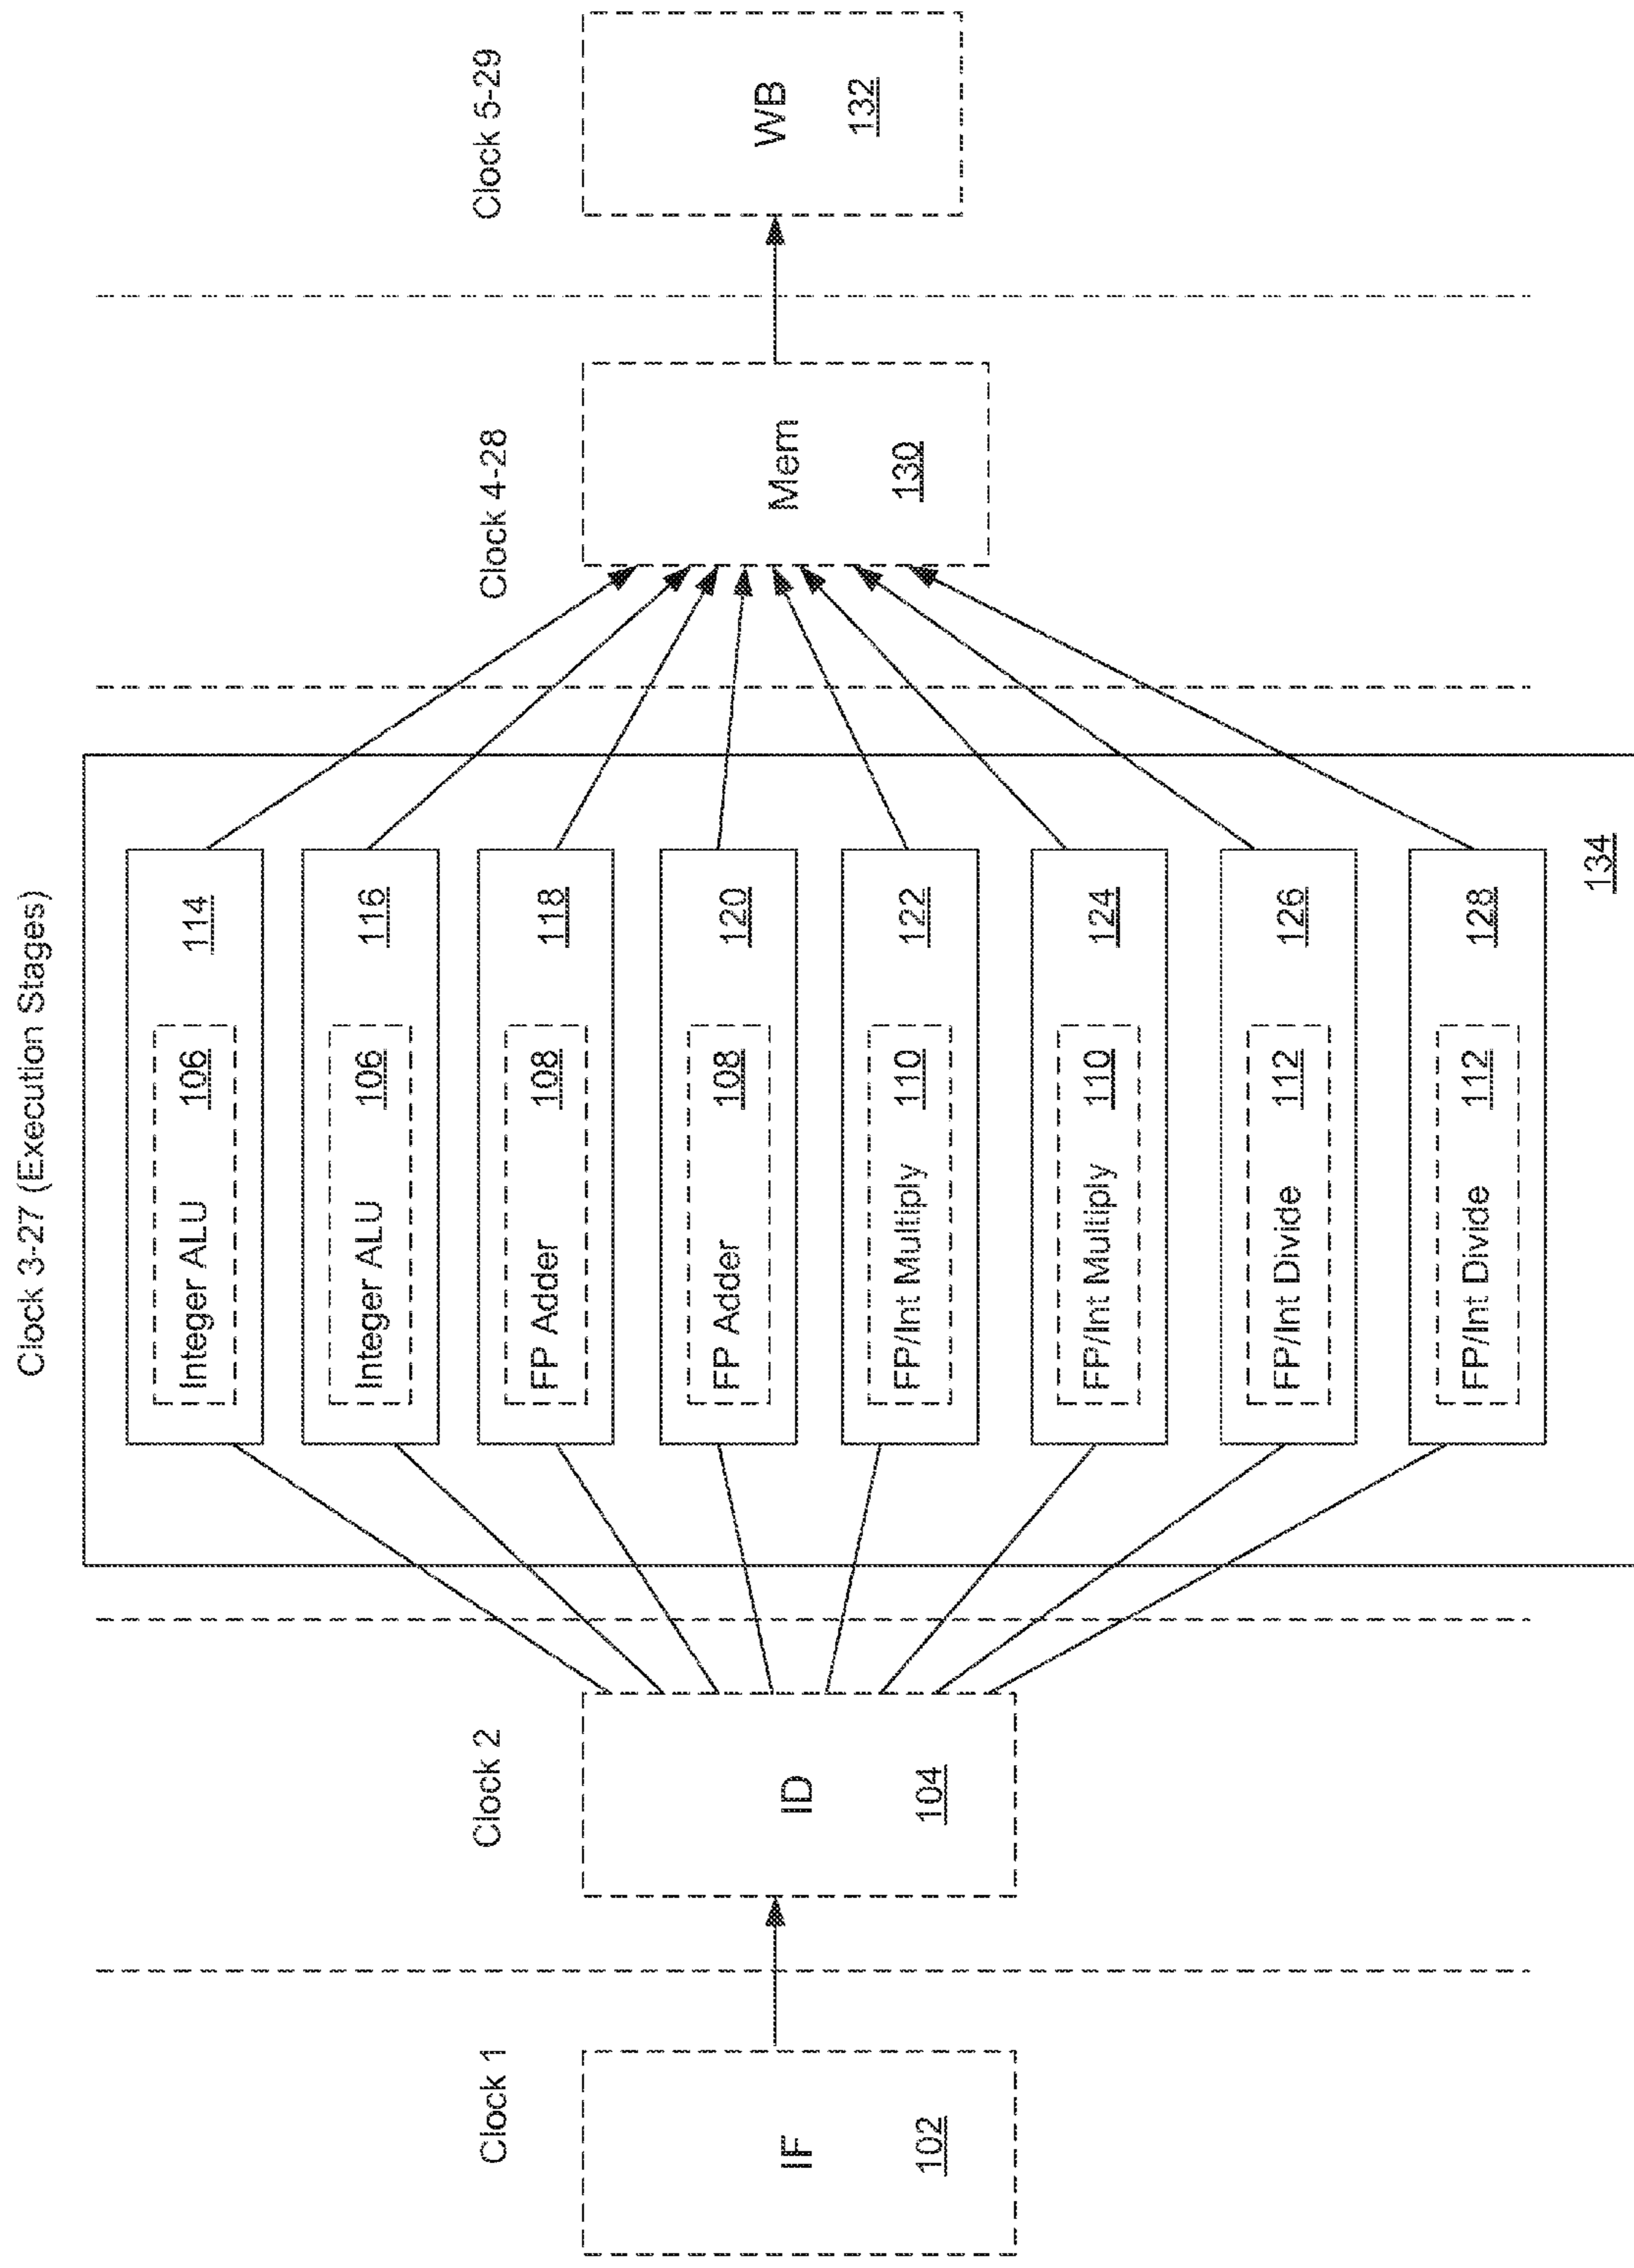 Clock 3-27 (Execution Stages)
Clock 1
IF
102
Clock 2
ID
104
Integer ALU 106 114
Integer ALU 106 116
FP Adder 108 118
FP Adder 108 120
FP/Int Multiply 110 122
FP/Int Multiply 110 124
FP/Int Divide 112 126
FP/Int Divide 112 128
134
Clock 4-28
Mem
130
Clock 5-29
WB
132